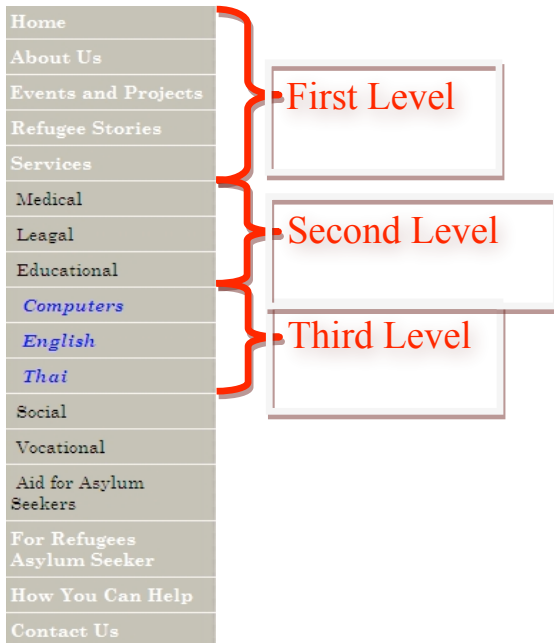 Home
About Us
Events and Projects
Refugee Stories
Services
Medical
Leagal
Educational
Computers
English
Thai
Social
Vocational
Aid for Asylum
Seekers
For Refugees
Asylum Seeker
How You Can Help
Contact Us
First Level
Second Level
Third Level